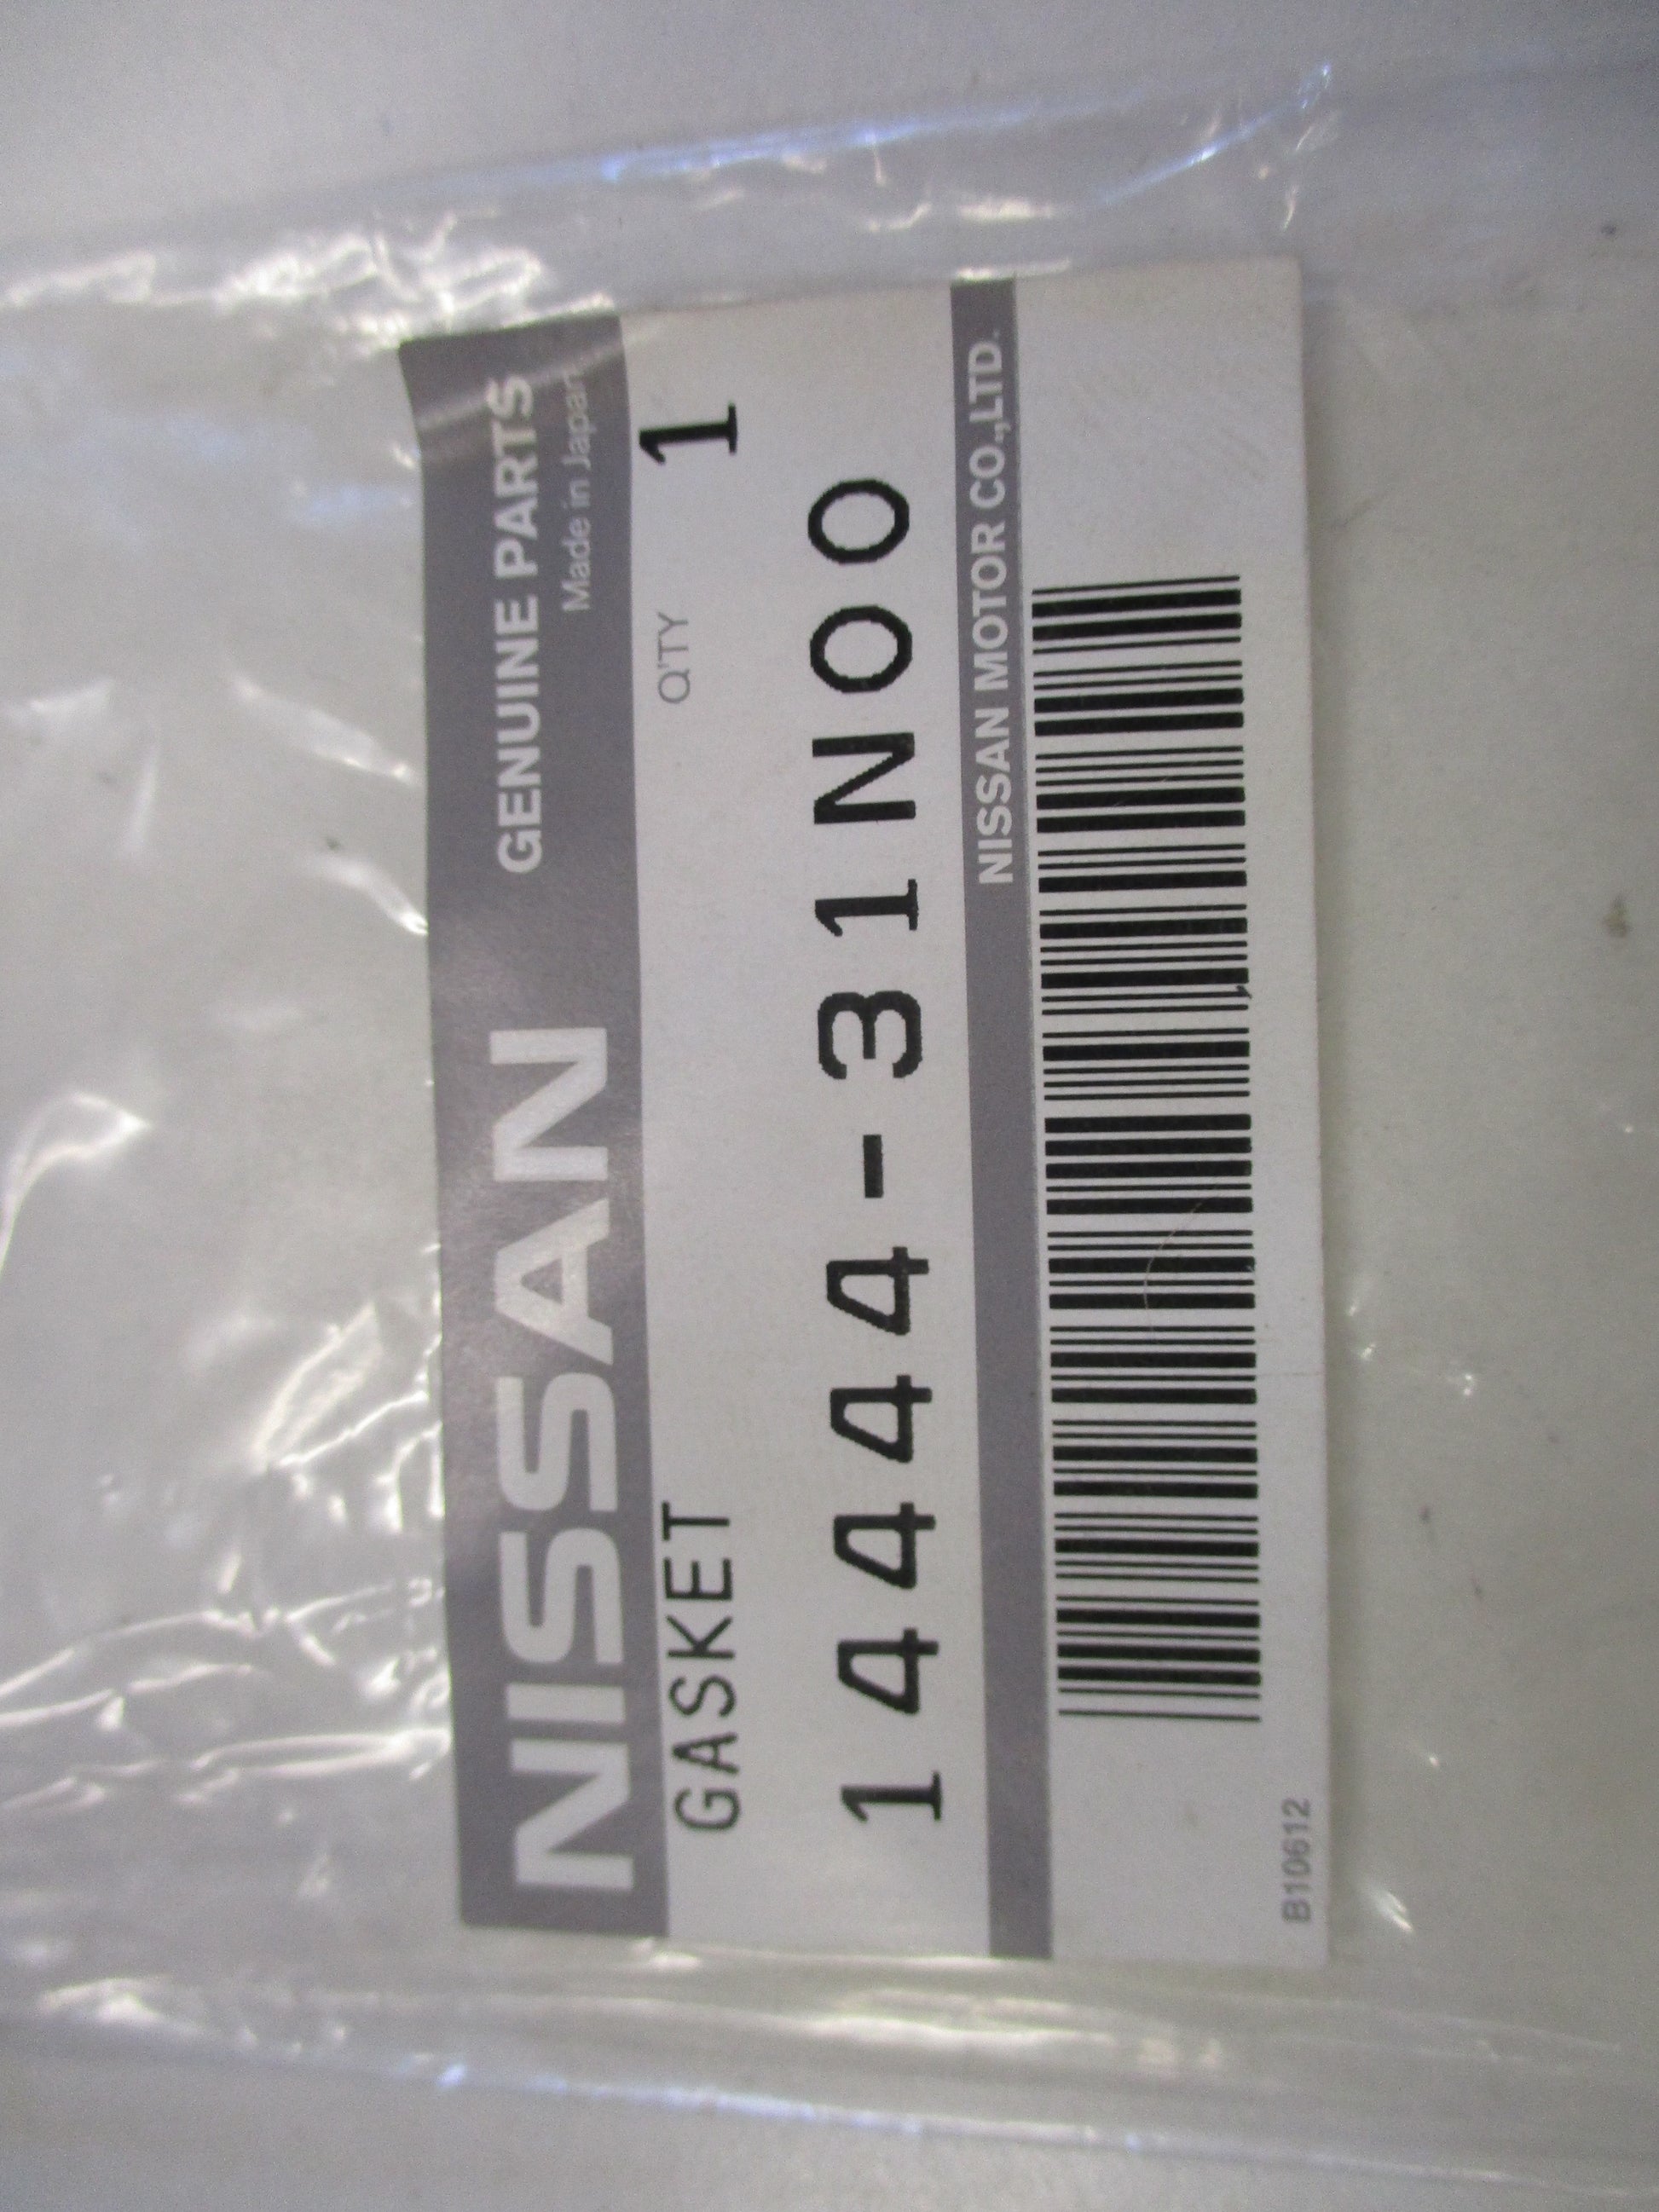 NISSAN GENUINE PARTS
Made in Japan
GASKET Q'TY 1
14444-31N00
NISSAN MOTOR CO.,LTD.
B10612